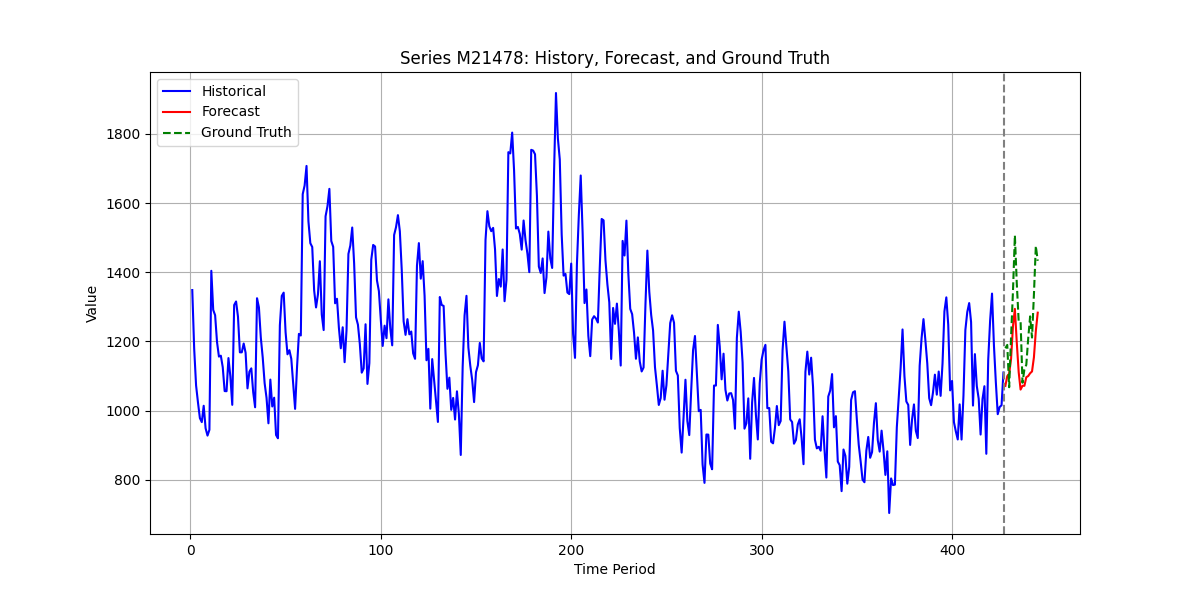 Series M21478: History, Forecast, and Ground Truth
Historical
Forecast
Ground Truth
Value
1800
1600
1400
1200
1000
800
0
100
200
300
400
Time Period